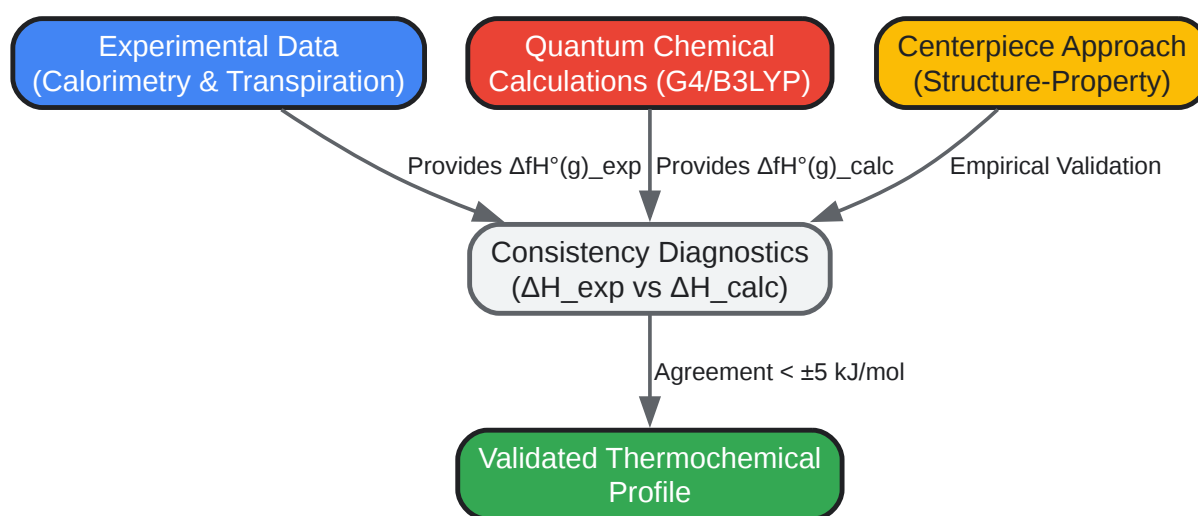 Experimental Data
(Calorimetry & Transpiration)
Quantum Chemical
Calculations (G4/B3LYP)
Centerpiece Approach
(Structure-Property)
Provides ΔfH°(g)_exp
Provides ΔfH°(g)_calc
Empirical Validation
Consistency Diagnostics
(ΔH_exp vs ΔH_calc)
Agreement < ±5 kJ/mol
Validated Thermochemical
Profile